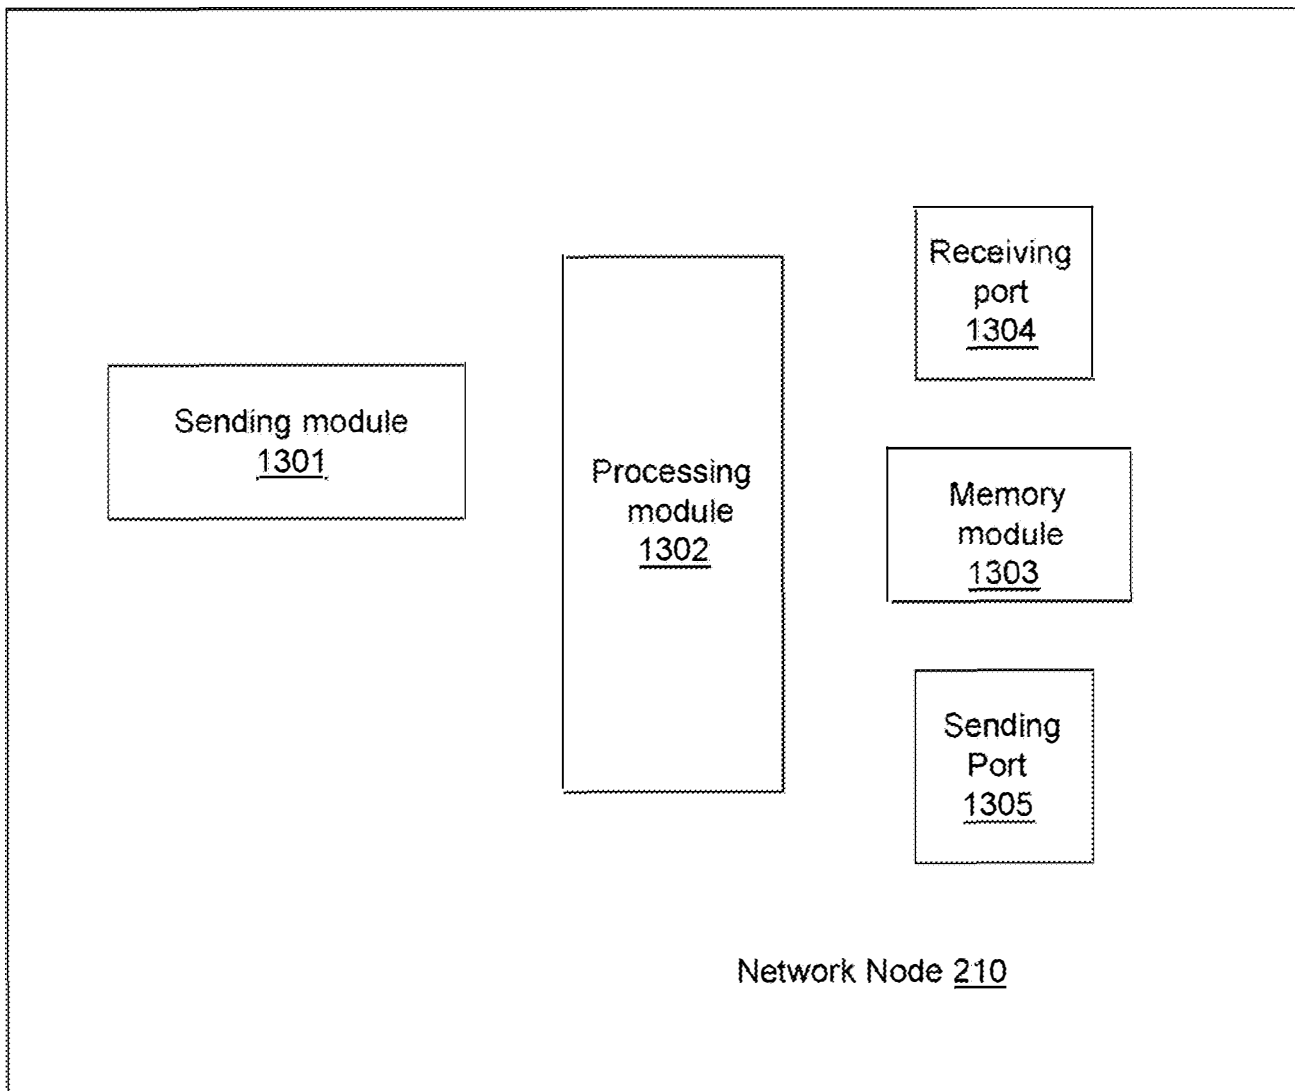 Sending module
1301
Processing
module
1302
Receiving
port
1304
Memory
module
1303
Sending
Port
1305
Network Node 210